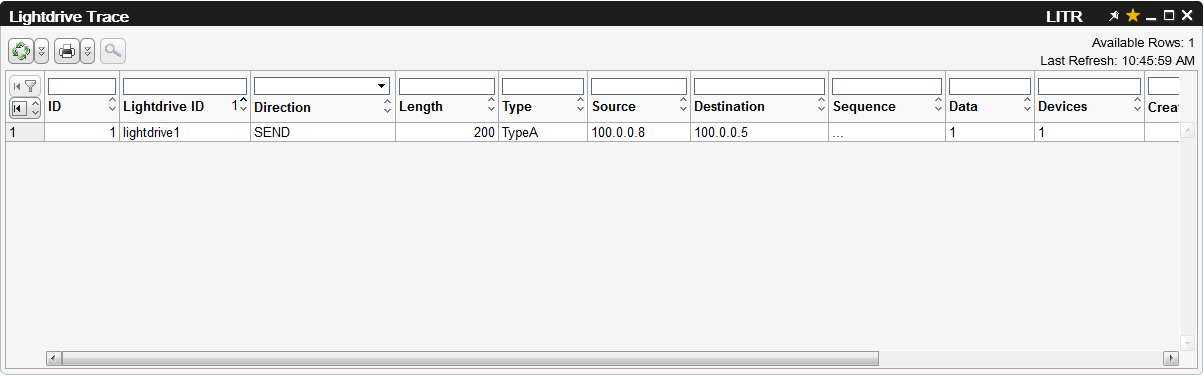 Lightdrive Trace LITR
Available Rows: 1
Last Refresh: 10:45:59 AM
ID Lightdrive ID 1 Direction Length Type Source Destination Sequence Data Devices Creat
1 1 lightdrive1 SEND 200 TypeA 100.0.0.8 100.0.0.5 ... 1 1